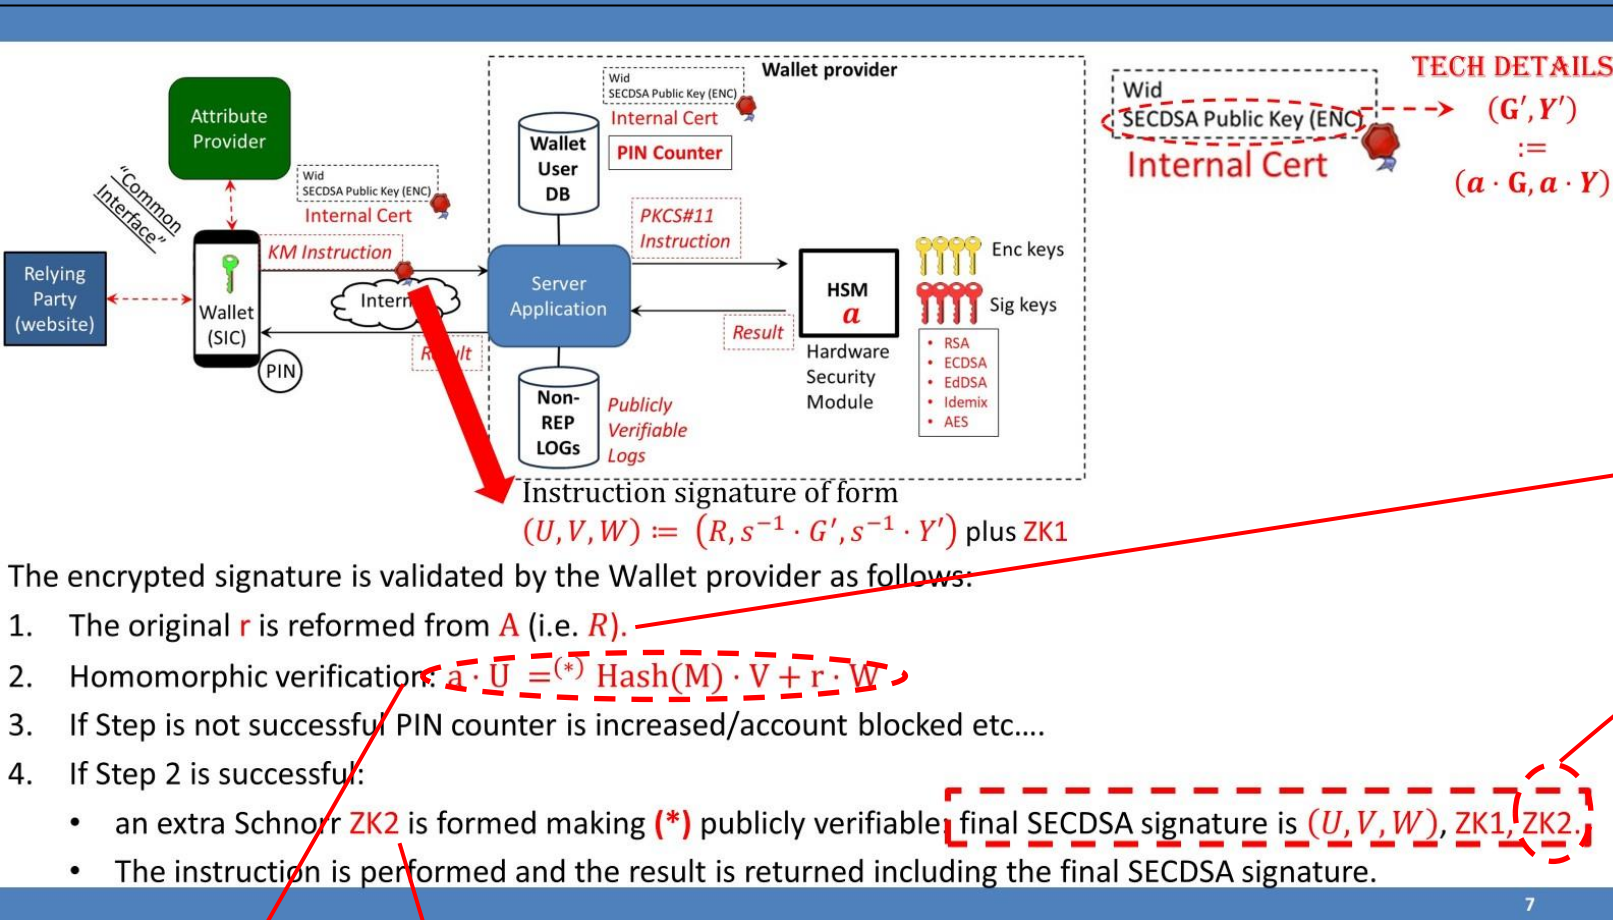 Wallet provider
TECH DETAILS
Wid
SECDSA Public Key (ENC)
Internal Cert
PIN Counter
Wid
SECDSA Public Key (ENC)
Internal Cert
(G′, Y′)
:=
(a · G, a · Y)
Attribute
Provider
"Common
Interface"
Wid
SECDSA Public Key (ENC)
Internal Cert
Wallet
User
DB
KM Instruction
PKCS#11
Instruction
Relying
Party
(website)
Wallet
(SIC)
PIN
Intern
Server
Application
HSM
a
Hardware
Security
Module
Result
Enc keys
Sig keys
• RSA
• ECDSA
• EdDSA
• Idemix
• AES
Non-
REP
LOGs
Publicly
Verifiable
Logs
Instruction signature of form
(U, V, W) ≔ (R, s⁻¹ · G′, s⁻¹ · Y′) plus ZK1
The encrypted signature is validated by the Wallet provider as follows:
1. The original r is reformed from A (i.e. R).
2. Homomorphic verification: a · U =(*) Hash(M) · V + r · W
3. If Step is not successful PIN counter is increased/account blocked etc....
4. If Step 2 is successful:
• an extra Schnorr ZK2 is formed making (*) publicly verifiable: final SECDSA signature is (U, V, W), ZK1, ZK2.
• The instruction is performed and the result is returned including the final SECDSA signature.
7